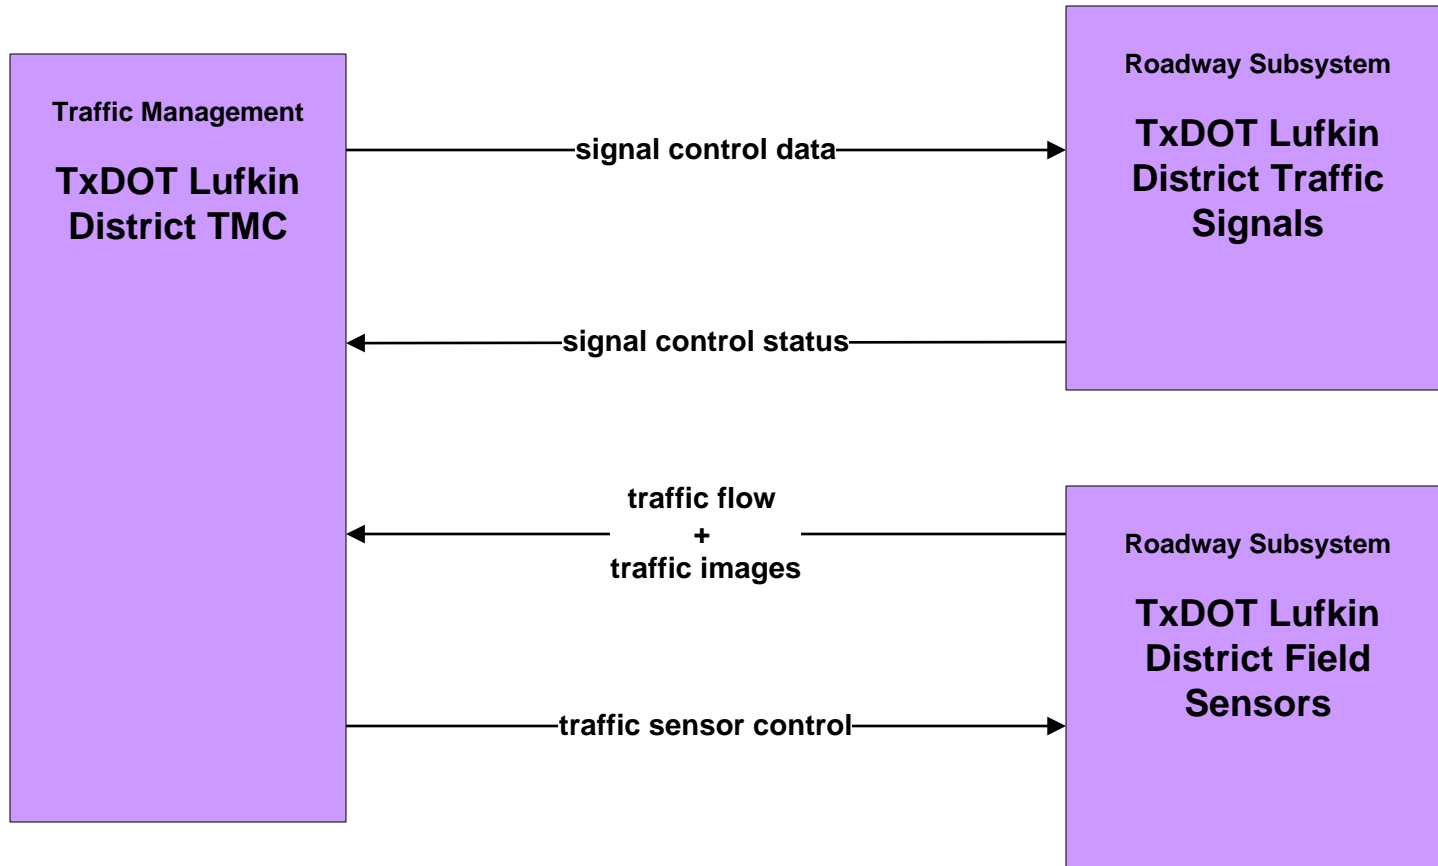 Traffic Management
TxDOT Lufkin
District TMC
signal control data
signal control status
traffic flow
+
traffic images
traffic sensor control
Roadway Subsystem
TxDOT Lufkin
District Traffic
Signals
Roadway Subsystem
TxDOT Lufkin
District Field
Sensors